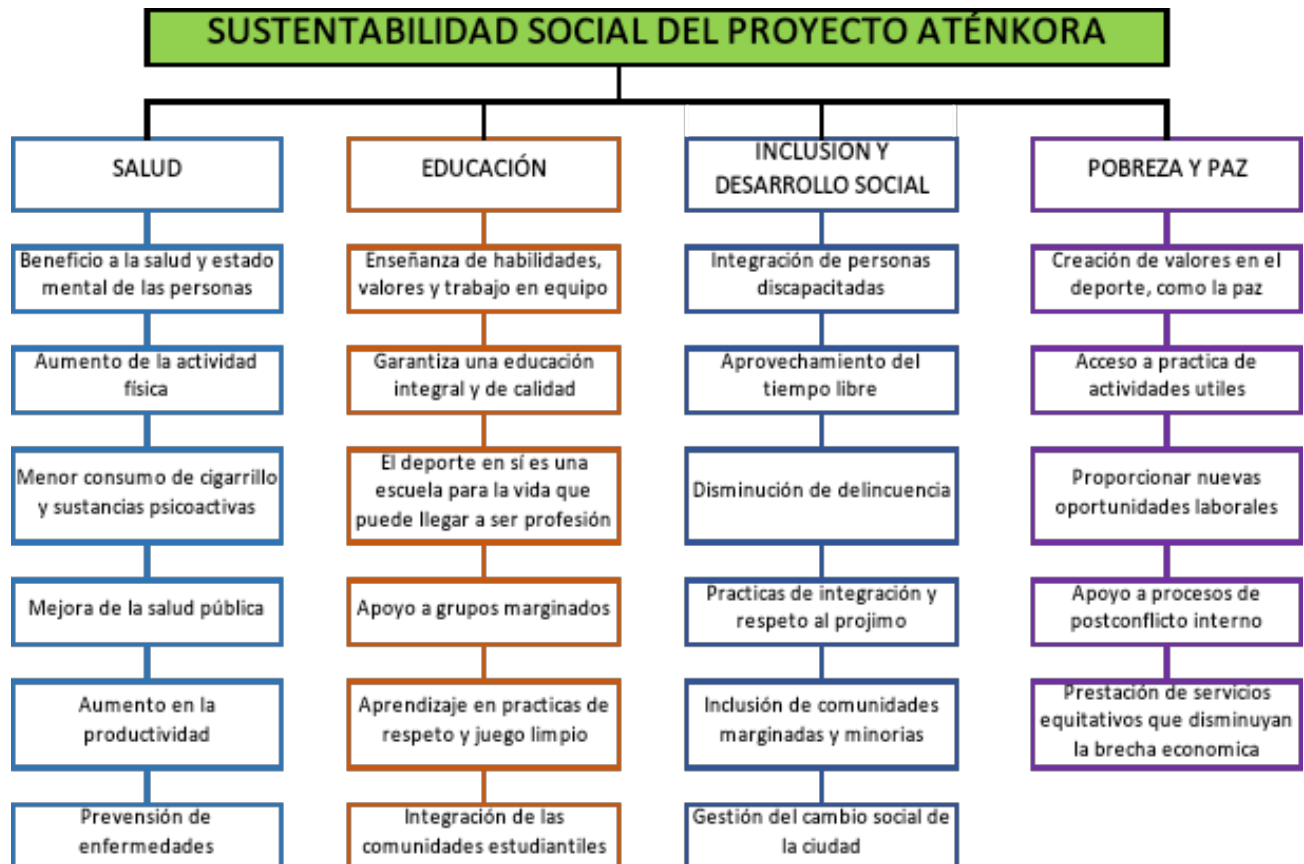 SUSTENTABILIDAD SOCIAL DEL PROYECTO ATÉNKORA
SALUD
Beneficio a la salud y estado
mental de las personas
Aumento de la actividad
física
Menor consumo de cigarrillo
y sustancias psicoactivas
Mejora de la salud pública
Aumento en la
productividad
Prevención de
enfermedades
EDUCACIÓN
Enseñanza de habilidades,
valores y trabajo en equipo
Garantiza una educación
integral y de calidad
El deporte en sí es una
escuela para la vida que
puede llegar a ser profesión
Apoyo a grupos marginados
Aprendizaje en practicas de
respeto y juego limpio
Integración de las
comunidades estudiantiles
INCLUSION Y
DESARROLLO SOCIAL
Integración de personas
discapacitadas
Aprovechamiento del
tiempo libre
Disminución de delincuencia
Practicas de integración y
respeto al projimo
Inclusión de comunidades
marginadas y minorias
Gestión del cambio social de
la ciudad
POBREZA Y PAZ
Creación de valores en el
deporte, como la paz
Acceso a practica de
actividades utiles
Proporcionar nuevas
oportunidades laborales
Apoyo a procesos de
postconflicto interno
Prestación de servicios
equitativos que disminuyan
la brecha economica